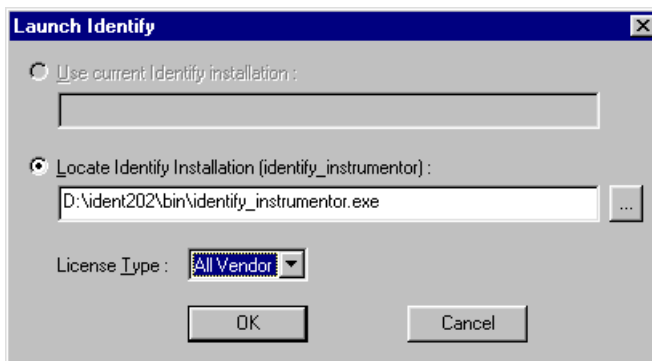 Launch Identify
Use current Identify installation :
Locate Identify Installation (identify_instrumentor) :
D:\ident202\bin\identify_instrumentor.exe
...
License Type : All Vendor
OK Cancel